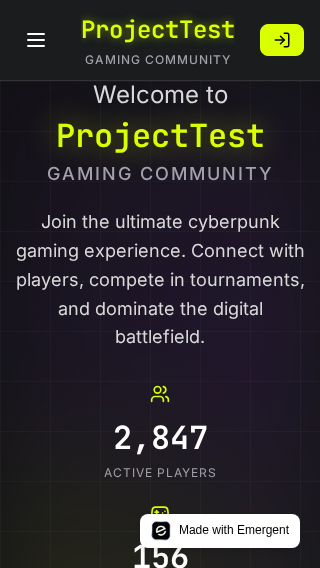 ProjectTest
GAMING COMMUNITY
Welcome to
ProjectTest
GAMING COMMUNITY
Join the ultimate cyberpunk
gaming experience. Connect with
players, compete in tournaments,
and dominate the digital
battlefield.
2,847
ACTIVE PLAYERS
156
Made with Emergent